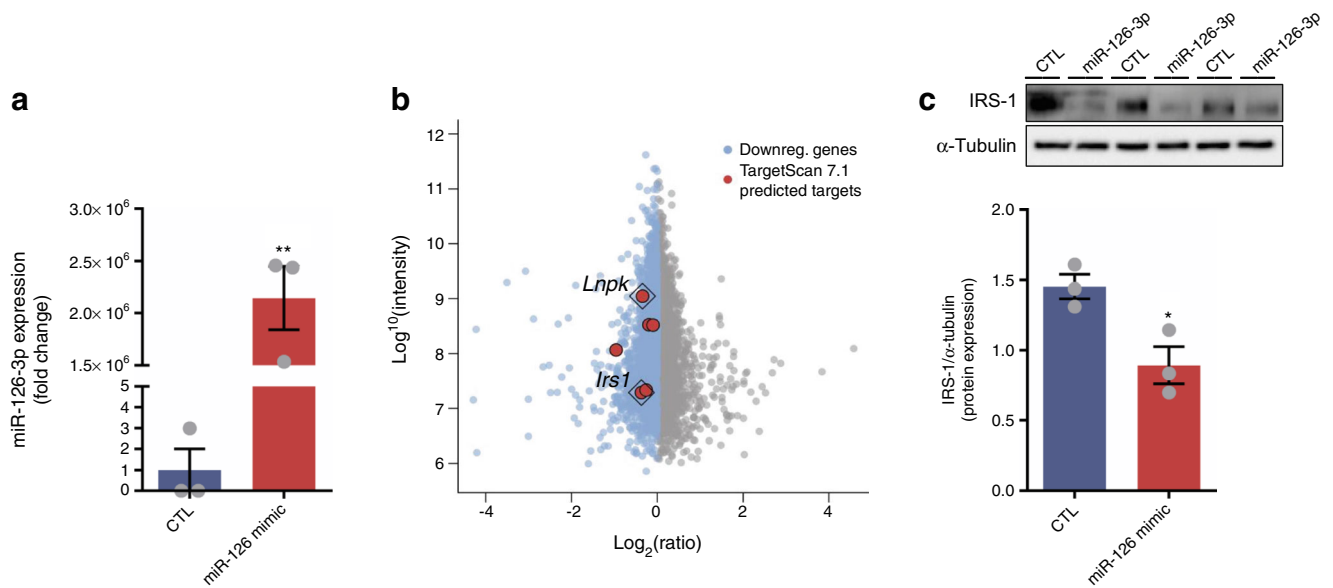 a
miR-126-3p expression
(fold change)
3.0× 10⁶
2.5× 10⁶
2.0× 10⁶
1.5× 10⁶
5
4
3
2
1
0
**
CTL
miR-126 mimic
b
Log¹⁰(intensity)
12
11
10
9
8
7
6
Downreg. genes
TargetScan 7.1
predicted targets
Lnpk
Irs1
-4 -2 0 2 4
Log₂(ratio)
c
CTL miR-126-3p CTL miR-126-3p CTL miR-126-3p
IRS-1
α-Tubulin
IRS-1/α-tubulin
(protein expression)
2.0
1.5
1.0
0.5
0.0
*
CTL
miR-126 mimic